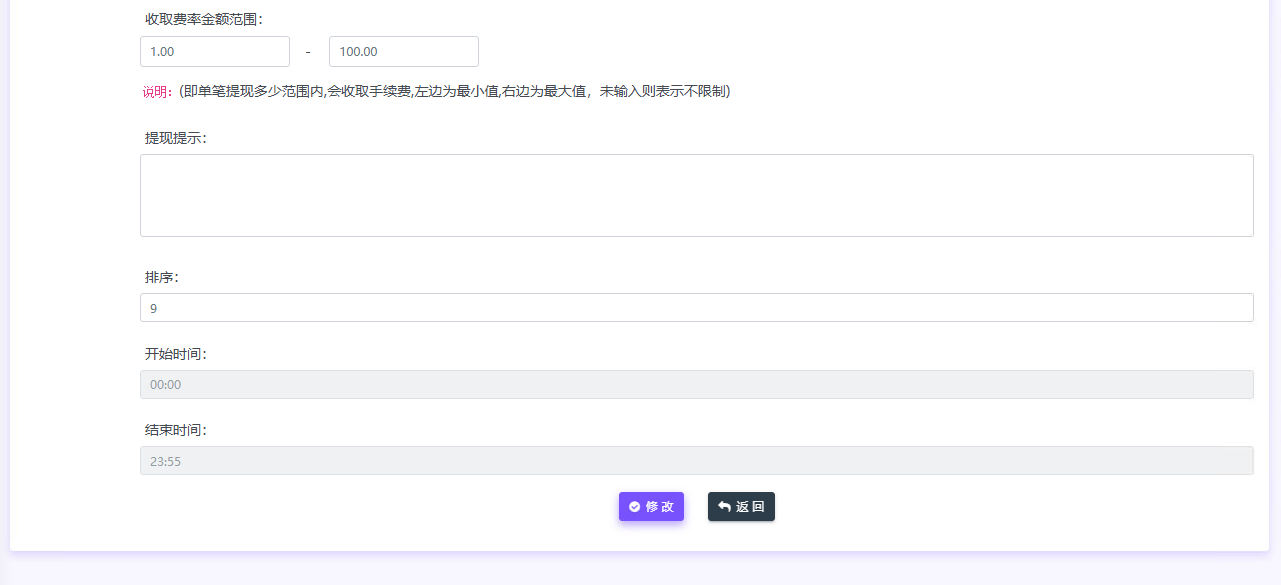 收取费率金额范围：
1.00 - 100.00
说明：(即单笔提现多少范围内,会收取手续费,左边为最小值,右边为最大值，未输入则表示不限制)
提现提示：
排序：
9
开始时间：
00:00
结束时间：
23:55
修 改 返 回